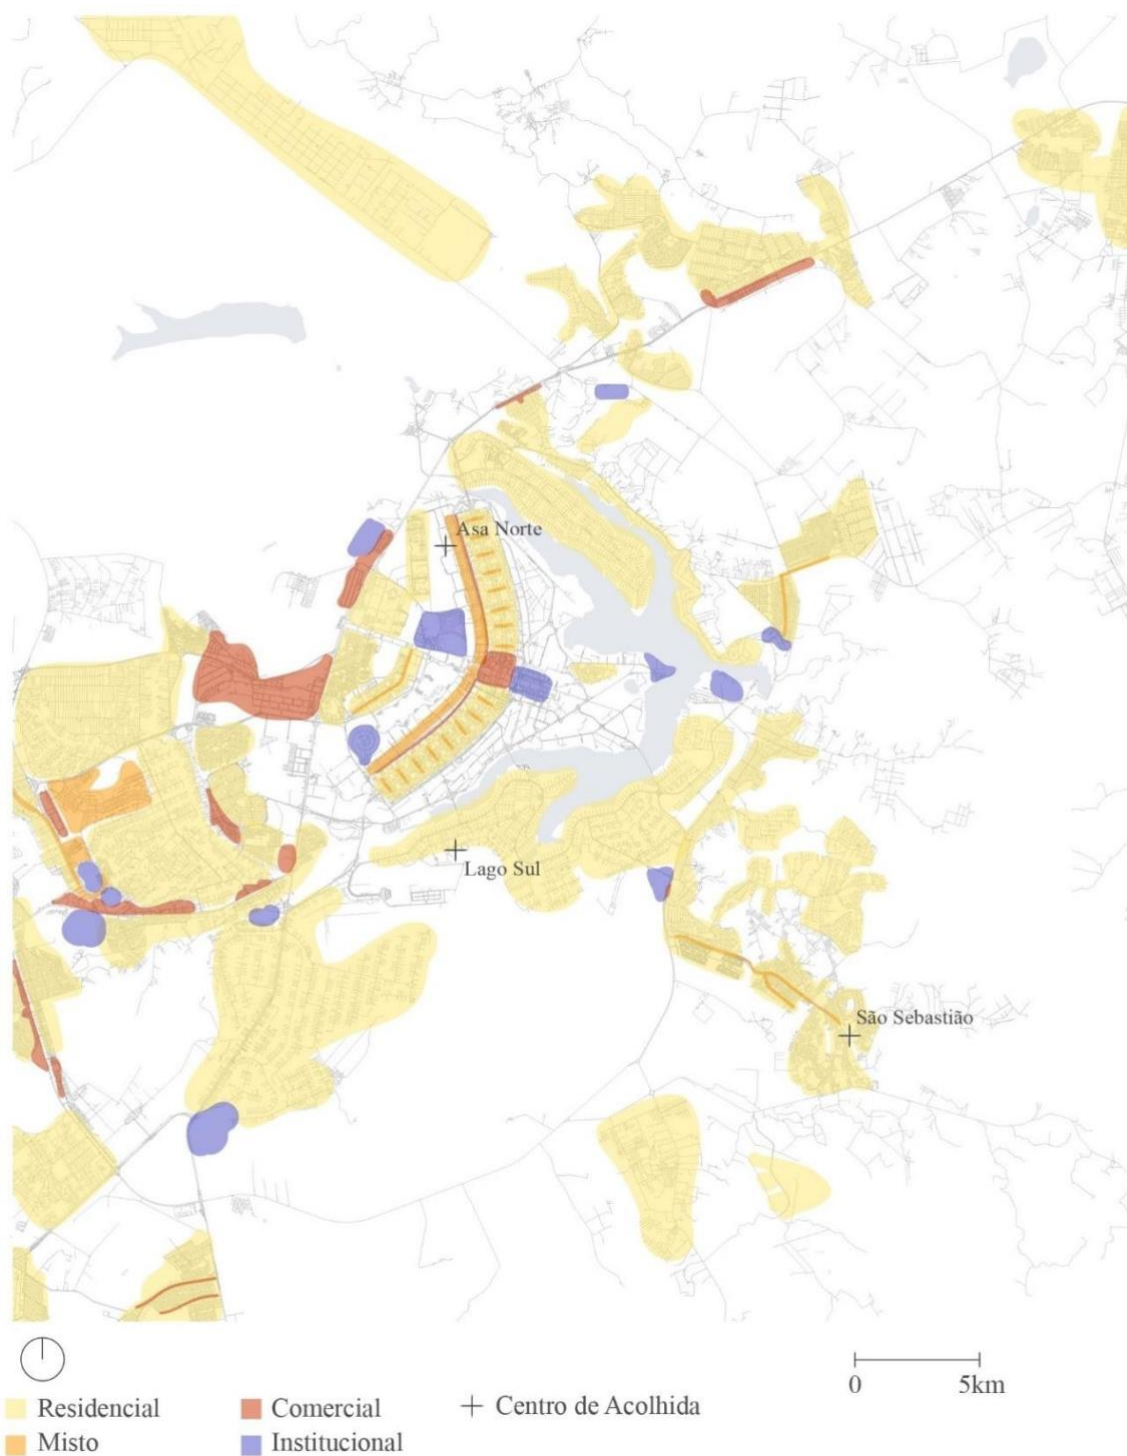 Asa Norte
Lago Sul
São Sebastião
0 5km
Residencial Comercial Centro de Acolhida
Misto Institucional